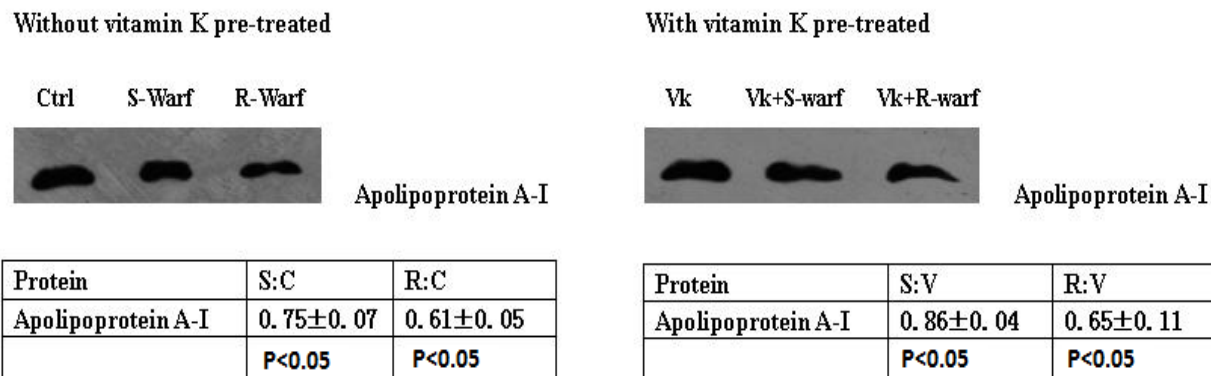 Without vitamin K pre-treated
Ctrl S-Warf R-Warf
Apolipoprotein A-I
Protein S:C R:C
Apolipoprotein A-I 0.75±0.07 0.61±0.05
P<0.05 P<0.05
With vitamin K pre-treated
Vk Vk+S-warf Vk+R-warf
Apolipoprotein A-I
Protein S:V R:V
Apolipoprotein A-I 0.86±0.04 0.65±0.11
P<0.05 P<0.05